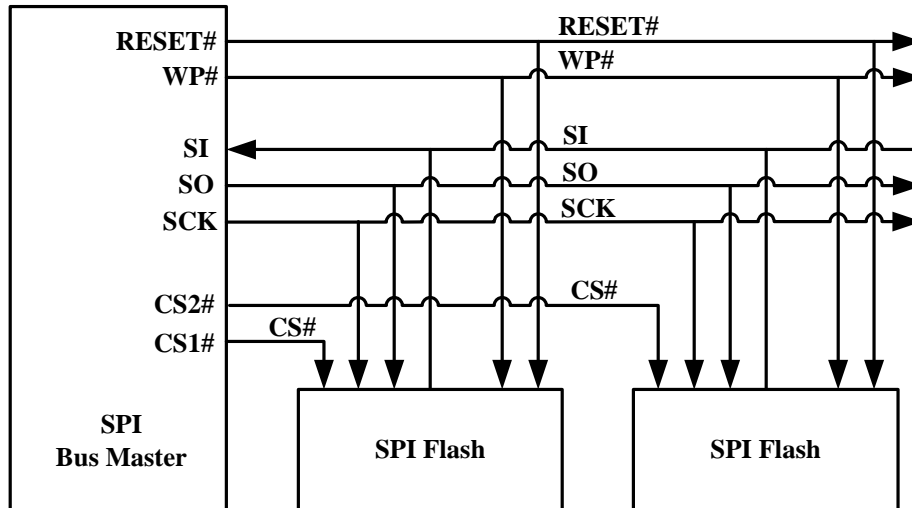 RESET#
RESET#
WP#
WP#
SI
SI
SO
SO
SCK
SCK
CS2#
CS#
CS1#
CS#
SPI
Bus Master
SPI Flash
SPI Flash